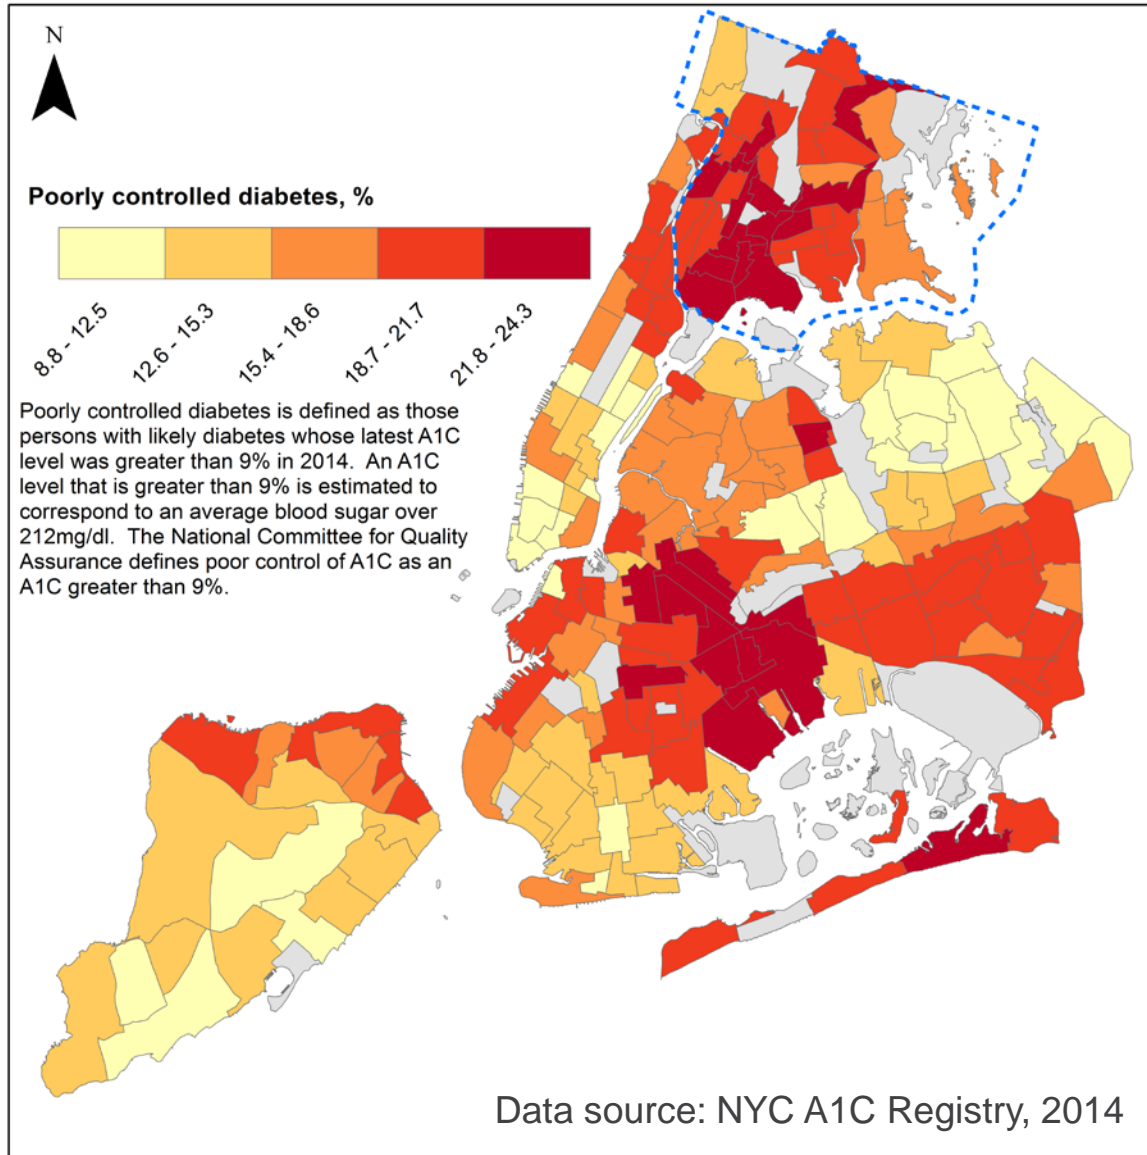 N
Poorly controlled diabetes, %
8.8 - 12.5
12.6 - 15.3
15.4 - 18.6
18.7 - 21.7
21.8 - 24.3
Poorly controlled diabetes is defined as those
persons with likely diabetes whose latest A1C
level was greater than 9% in 2014.  An A1C
level that is greater than 9% is estimated to
correspond to an average blood sugar over
212mg/dl.  The National Committee for Quality
Assurance defines poor control of A1C as an
A1C greater than 9%.
Data source: NYC A1C Registry, 2014